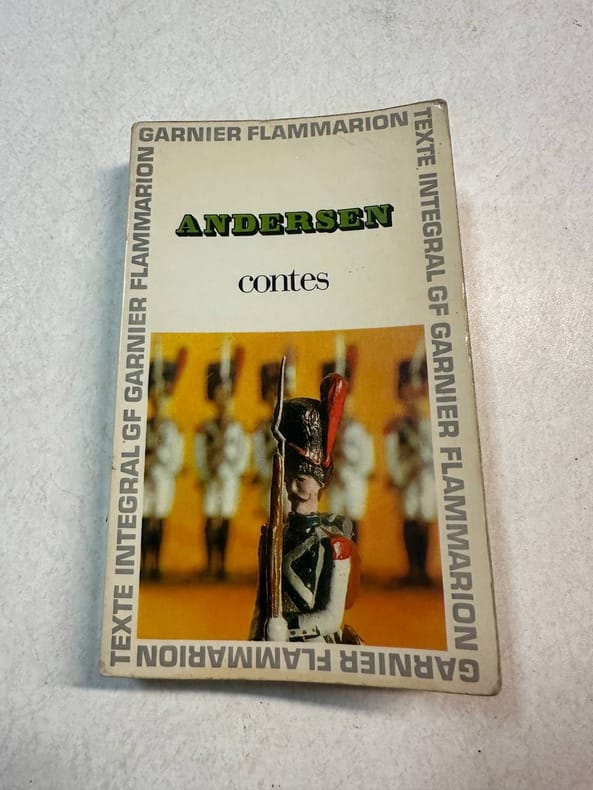 GARNIER FLAMMARION
TEXTE INTEGRAL GF GARNIER FLAMMARION
ANDERSEN
contes
TEXTE INTEGRAL GF GARNIER FLAMMARION
GARNIER FLAMMARION